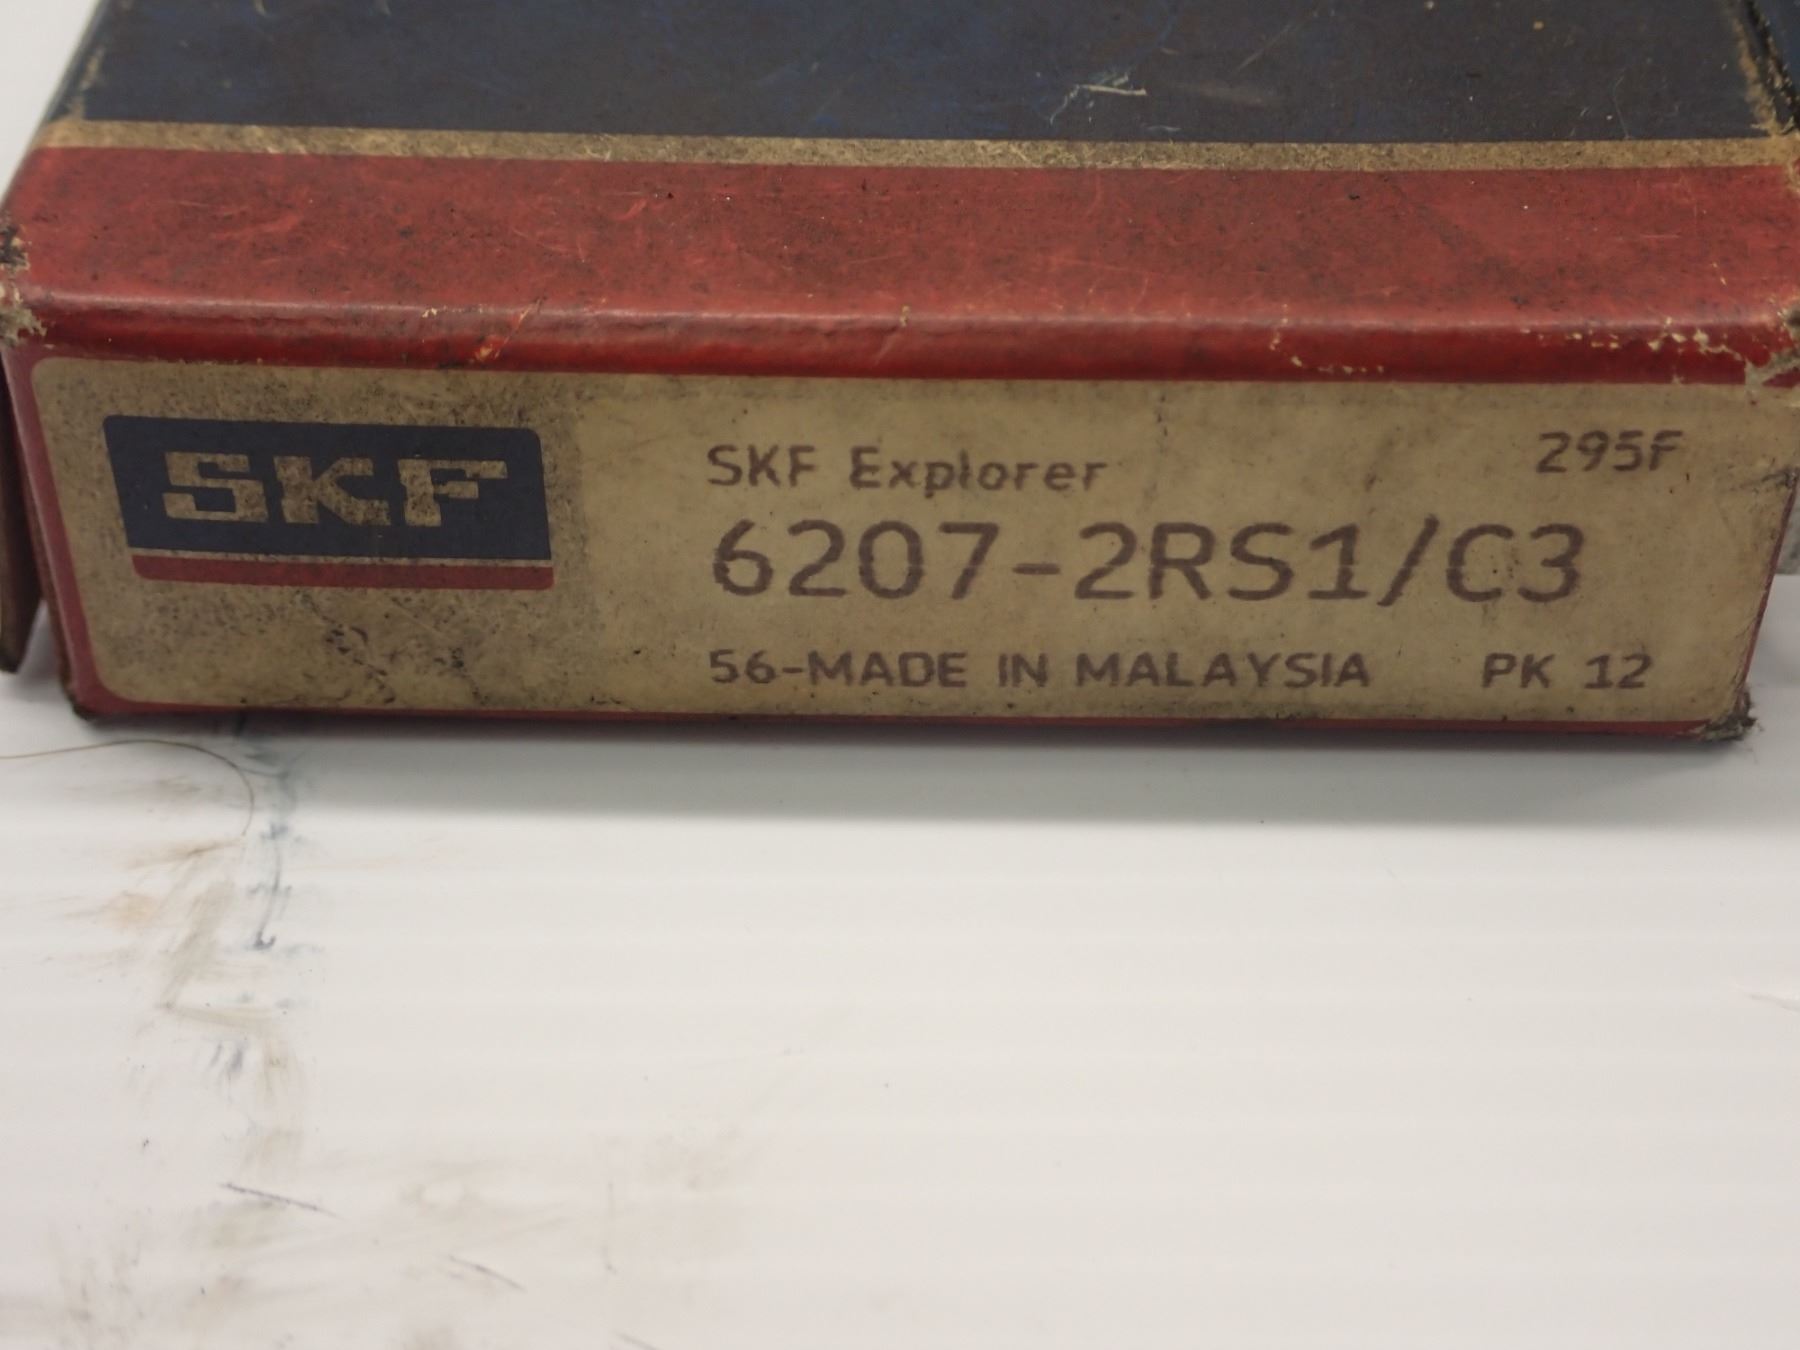 SKF
SKF Explorer 295F
6207-2RS1/C3
56-MADE IN MALAYSIA PK 12